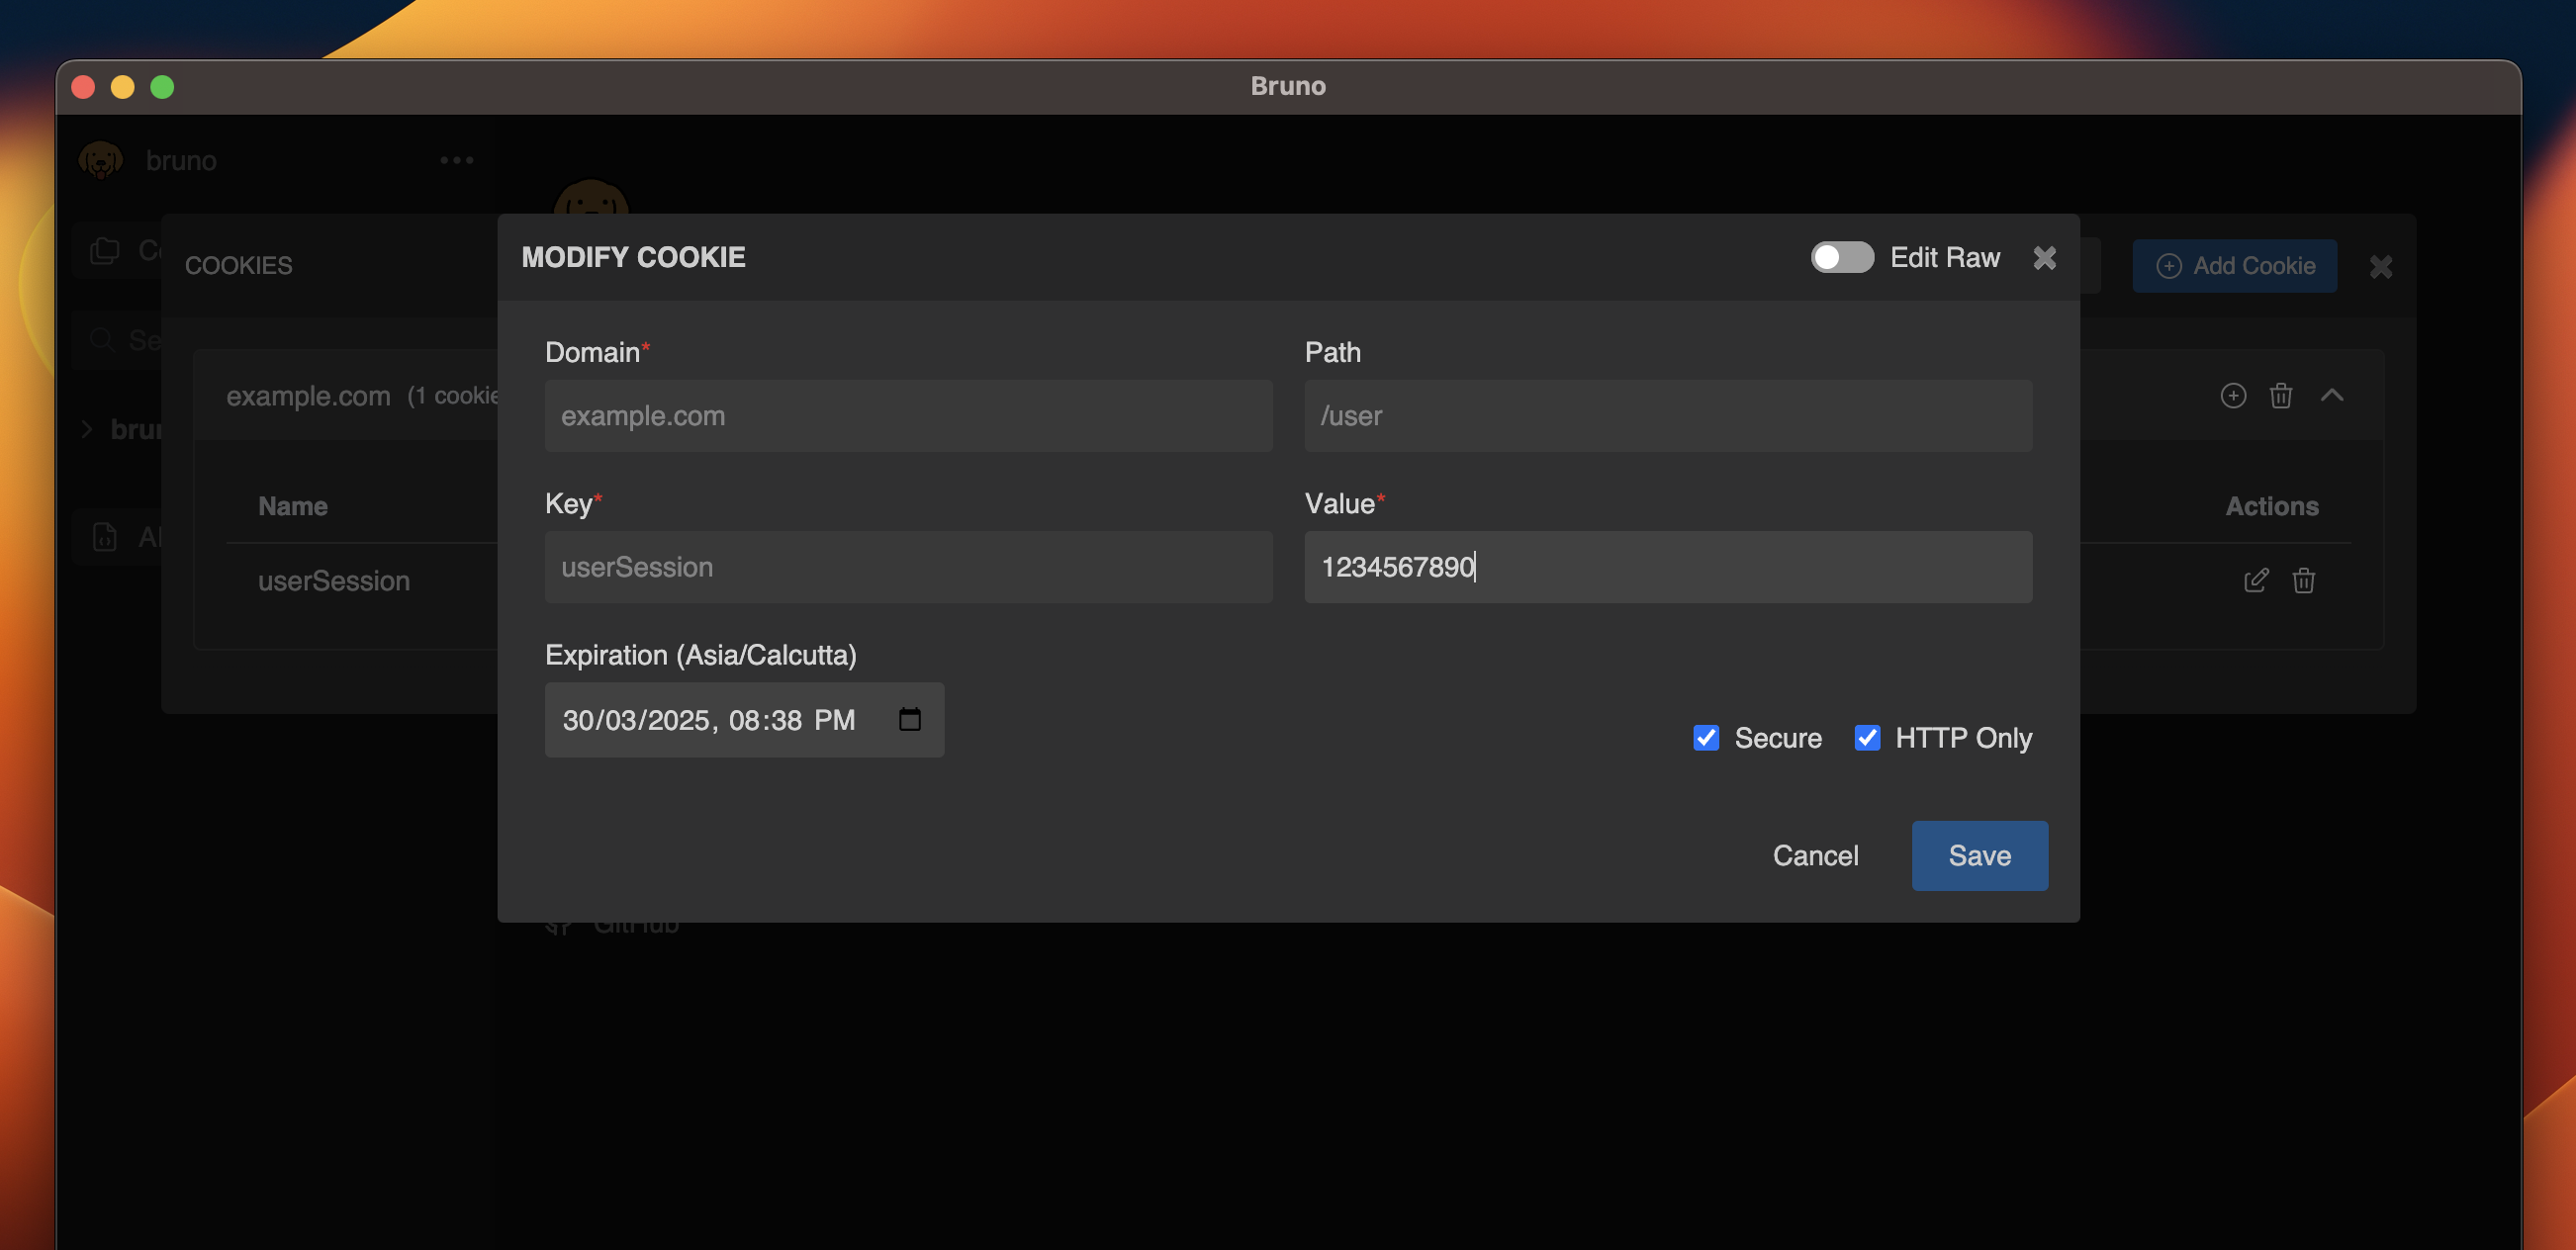 Bruno
bruno
COOKIES
MODIFY COOKIE
Edit Raw
Add Cookie
Domain*
Path
example.com (1 cookie
example.com
/user
Key*
Value*
Name
Actions
userSession
1234567890
userSession
Expiration (Asia/Calcutta)
30/03/2025, 08:38 PM
Secure
HTTP Only
Cancel
Save
GitHub